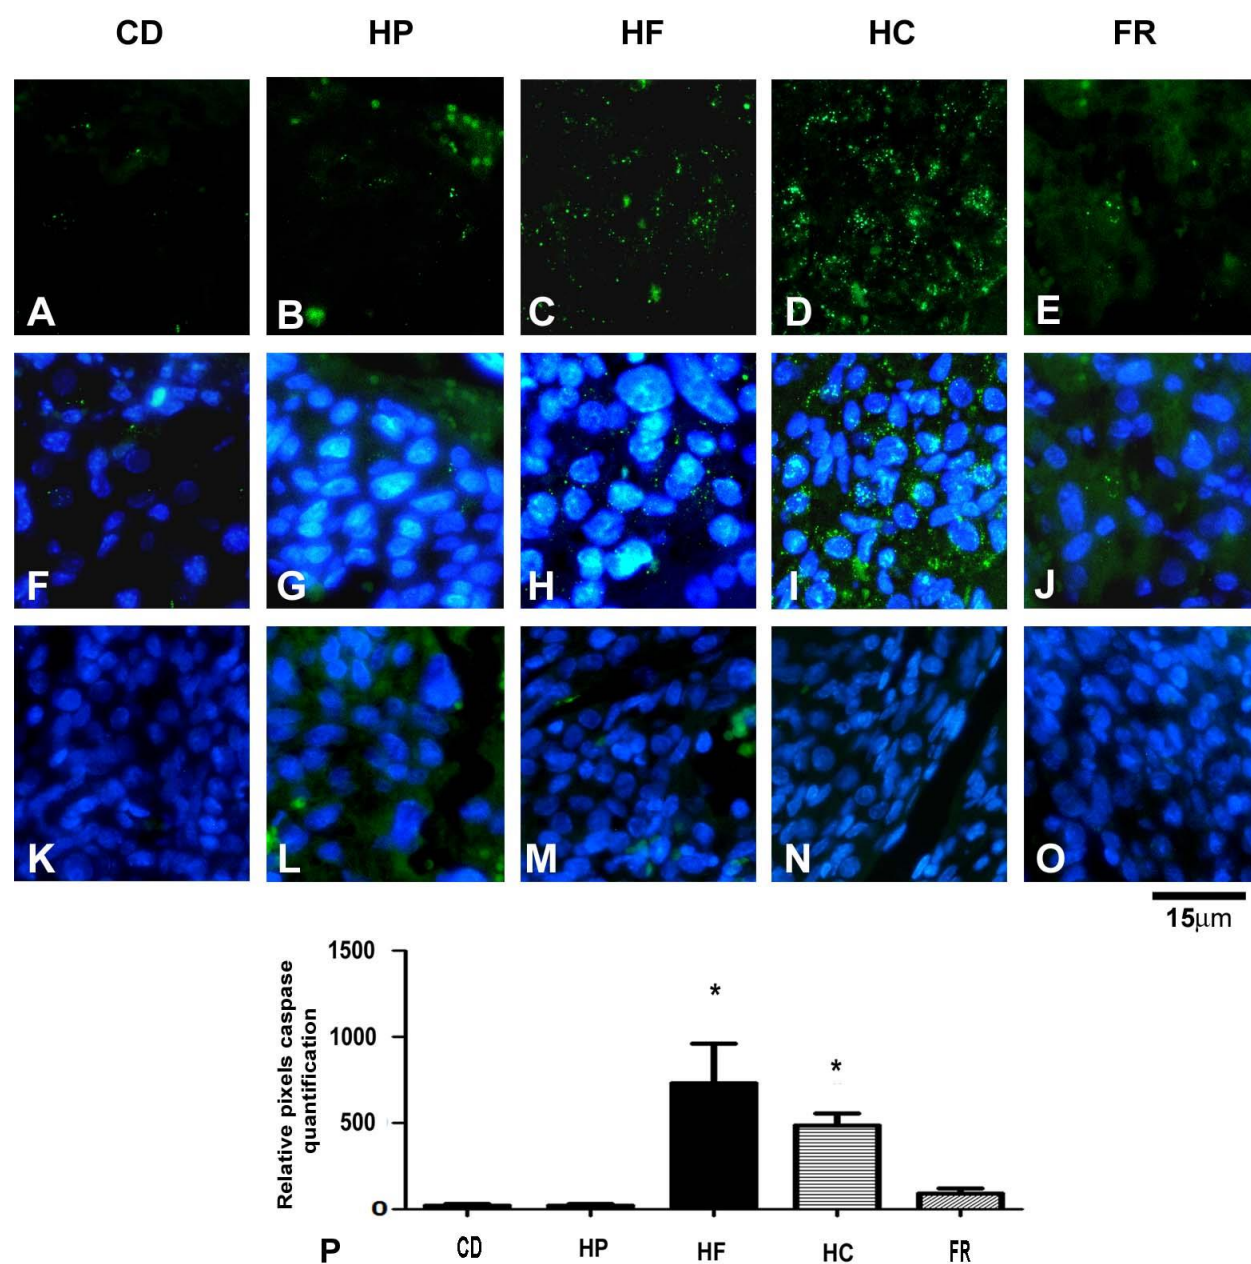 CD HP HF HC FR
A B C D E
F G H I J
K L M N O
15μm
Relative pixels caspase
quantification
1500
1000
500
0
* *
P CD HP HF HC FR